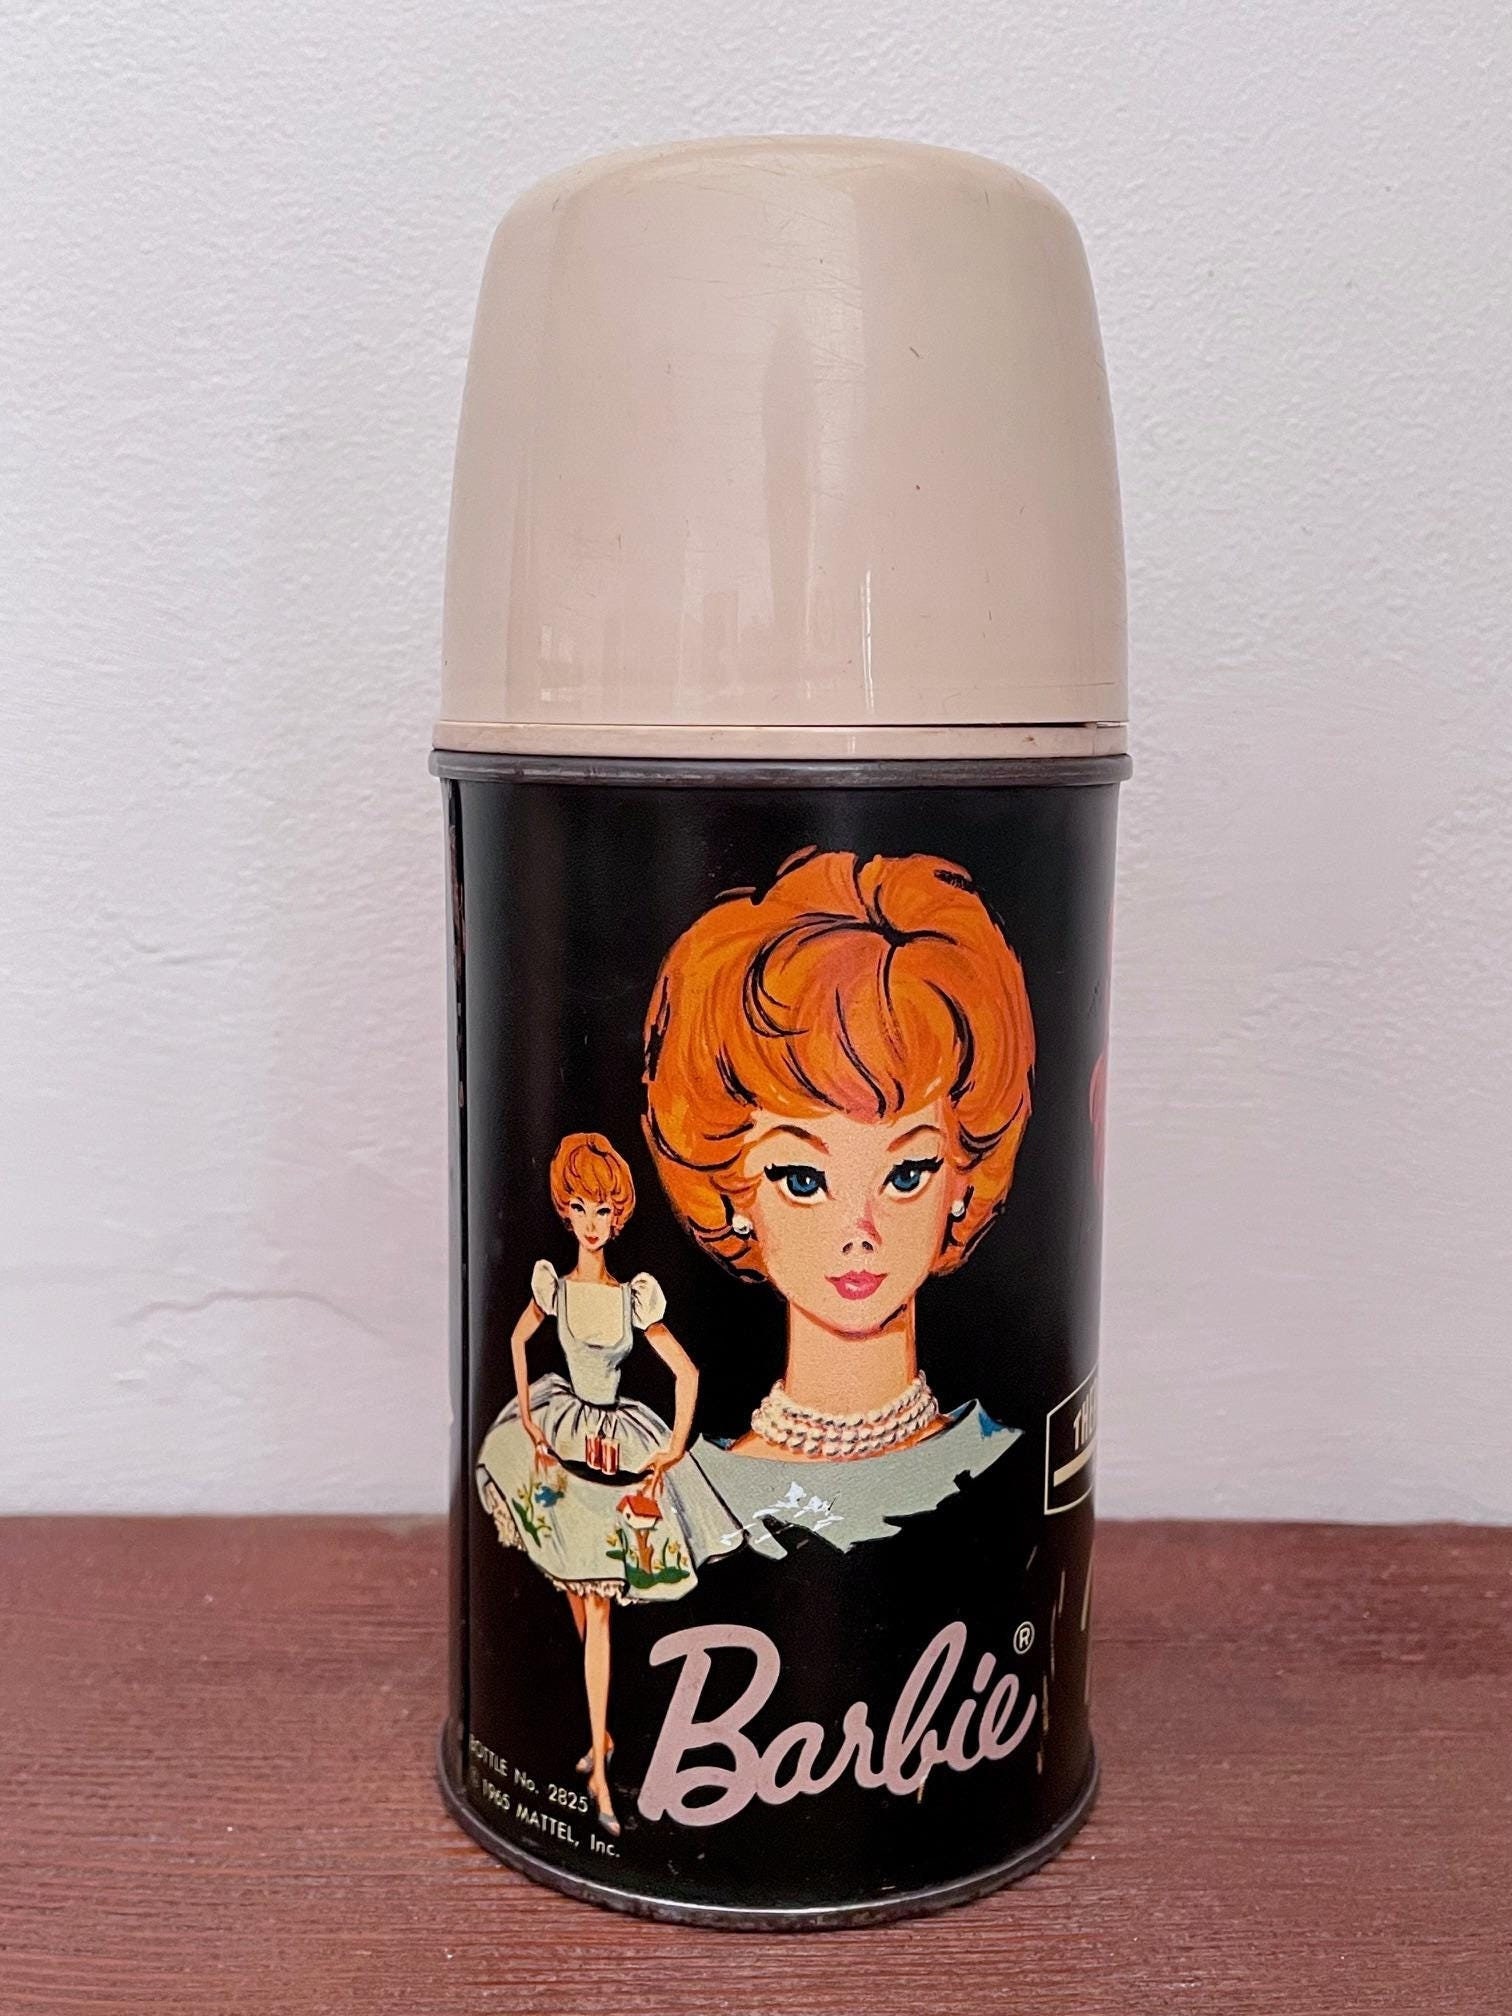 Barbie®
BOTTLE No. 2825
© 1965 MATTEL, Inc.